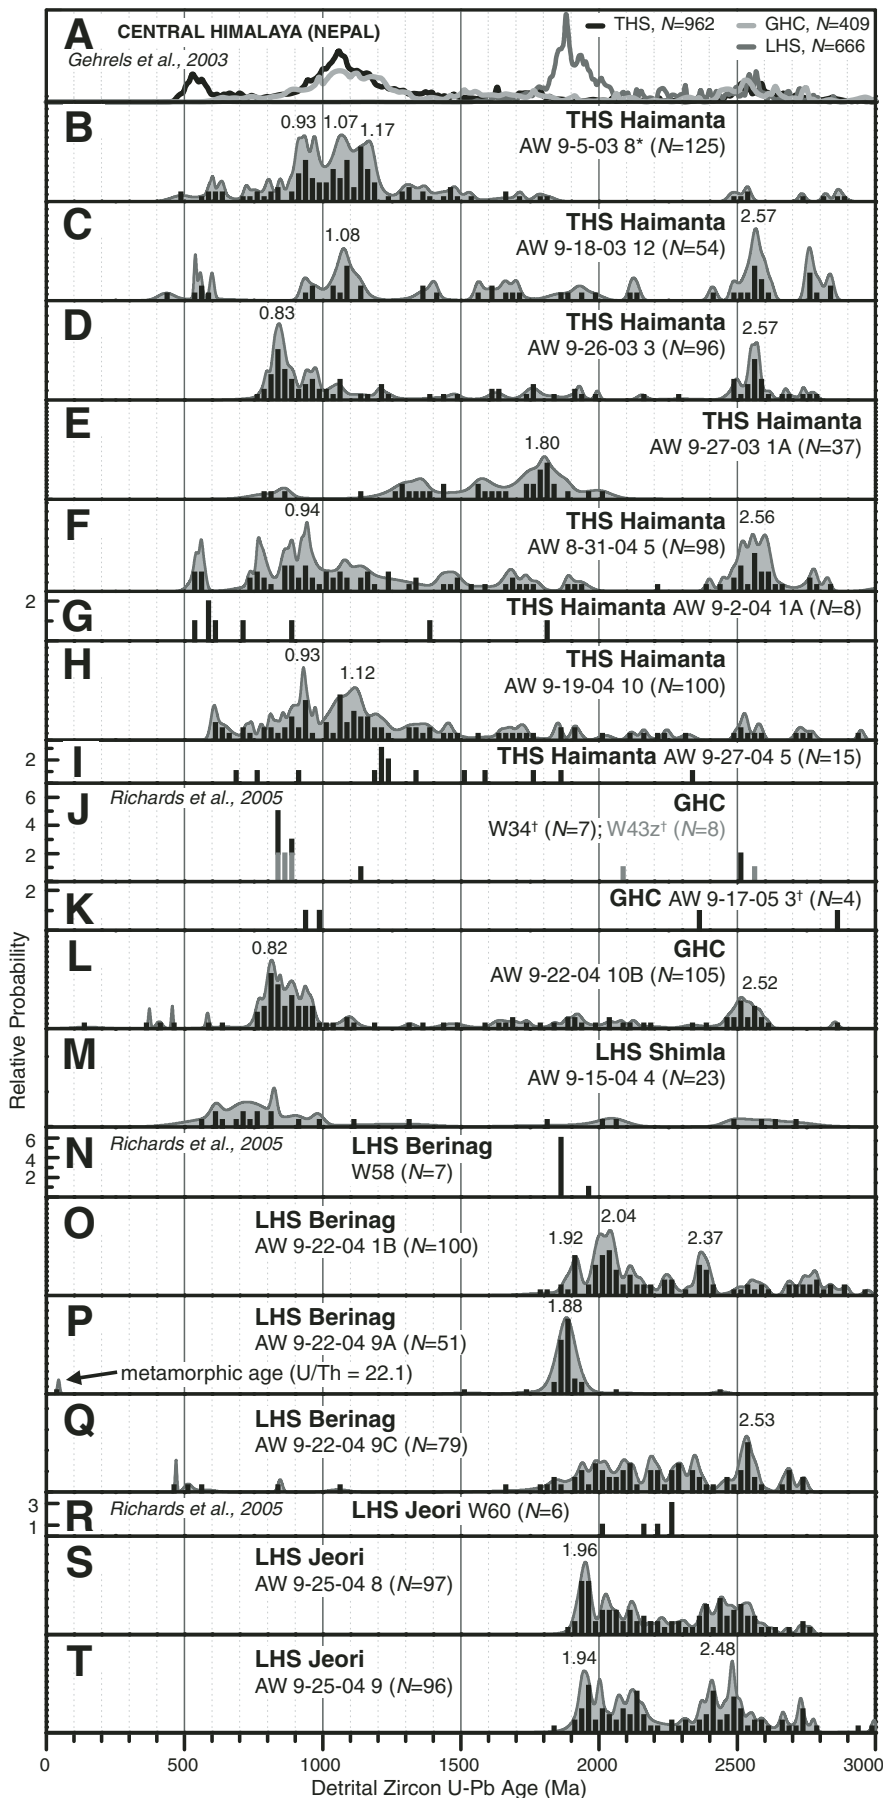 A
CENTRAL HIMALAYA (NEPAL)
Gehrels et al., 2003
THS, N=962
GHC, N=409
LHS, N=666
B
0.93 1.07 1.17
THS Haimanta
AW 9-5-03 8* (N=125)
C
1.08
THS Haimanta
AW 9-18-03 12 (N=54)
2.57
D
0.83
THS Haimanta
AW 9-26-03 3 (N=96)
2.57
E
THS Haimanta
AW 9-27-03 1A (N=37)
1.80
F
0.94
THS Haimanta
AW 8-31-04 5 (N=98)
2.56
2
G
THS Haimanta AW 9-2-04 1A (N=8)
H
0.93
1.12
THS Haimanta
AW 9-19-04 10 (N=100)
2
I
THS Haimanta AW 9-27-04 5 (N=15)
6
4
2
J
Richards et al., 2005
GHC
W34† (N=7); W43z† (N=8)
2
K
GHC AW 9-17-05 3† (N=4)
L
0.82
GHC
AW 9-22-04 10B (N=105)
2.52
M
LHS Shimla
AW 9-15-04 4 (N=23)
6
4
2
N
Richards et al., 2005
LHS Berinag
W58 (N=7)
O
LHS Berinag
AW 9-22-04 1B (N=100)
1.92
2.04
2.37
P
LHS Berinag
AW 9-22-04 9A (N=51)
1.88
metamorphic age (U/Th = 22.1)
Q
LHS Berinag
AW 9-22-04 9C (N=79)
2.53
3
1
R
Richards et al., 2005
LHS Jeori W60 (N=6)
S
LHS Jeori
AW 9-25-04 8 (N=97)
1.96
T
LHS Jeori
AW 9-25-04 9 (N=96)
1.94
2.48
Relative Probability
0 500 1000 1500 2000 2500 3000
Detrital Zircon U-Pb Age (Ma)